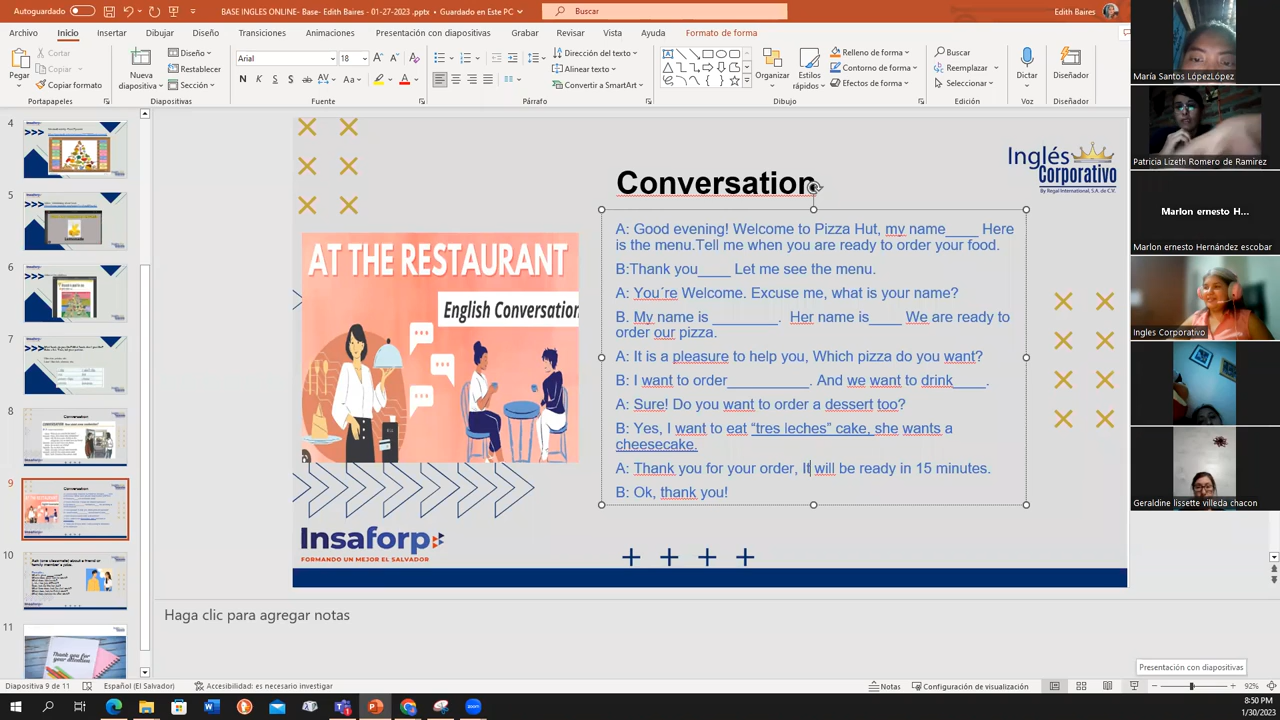 Autoguardado
BASE INGLES ONLINE- Base- Edith Baires - 01-27-2023 .pptx • Guardado en Este PC
Buscar
Edith Baires
Archivo Inicio Insertar Dibujar Diseño Transiciones Animaciones Presentación con diapositivas Grabar Revisar Vista Ayuda Formato de forma
Pegar
Cortar
Copiar
Copiar formato
Portapapeles
Nueva
diapositiva
Diseño
Restablecer
Sección
Diapositivas
Arial 18
N K S S ab
Fuente
Dirección del texto
Alinear texto
Convertir a SmartArt
Párrafo
Organizar
Estilos
rápidos
Relleno de forma
Contorno de forma
Efectos de forma
Dibujo
Buscar
Reemplazar
Seleccionar
Edición
Dictar
Voz
Diseñador
Diseñador
4
5
6
7
8
9
10
11
Thank you for
your attention
Conversation
A: Good evening! Welcome to Pizza Hut, my name____ Here
is the menu.Tell me when you are ready to order your food.
B:Thank you____ Let me see the menu.
A: You´re Welcome. Excuse me, what is your name?
B. My name is ________. Her name is____ We are ready to
order our pizza.
A: It is a pleasure to help you, Which pizza do you want?
B: I want to order__________. And we want to drink____.
A: Sure! Do you want to order a dessert too?
B: Yes, I want to eat “tres leches” cake, she wants a
cheesecake.
A: Thank you for your order, It will be ready in 15 minutes.
B: Ok, thank you!
AT THE RESTAURANT
English Conversation
Inglés
Corporativo
By Regal International, S.A. de C.V.
Insaforp
FORMANDO UN MEJOR EL SALVADOR
Haga clic para agregar notas
María Santos LópezLópez
Patricia Lizeth Romero de Ramirez
Marlon ernesto H...
Marlon ernesto Hernández escobar
Ingles Corporativo
Geraldine lissette villeda chacon
Presentación con diapositivas
Diapositiva 9 de 11
Español (El Salvador)
Accesibilidad: es necesario investigar
Notas
Configuración de visualización
92%
8:50 PM
1/30/2023